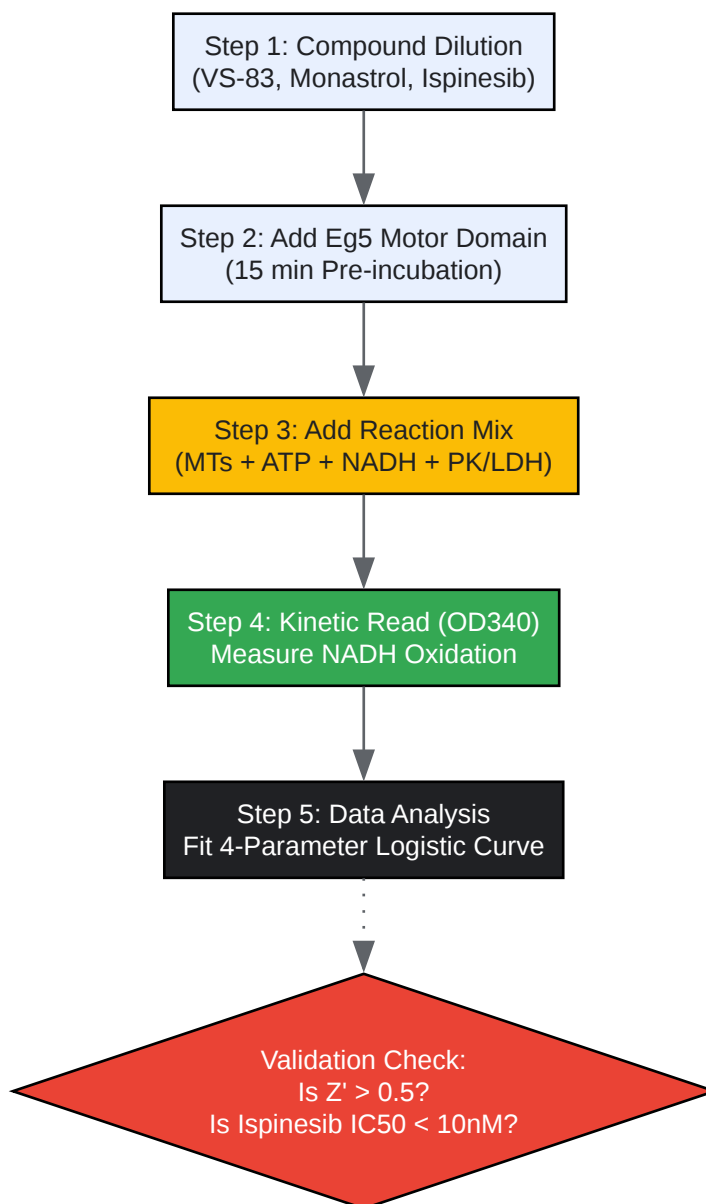 Step 1: Compound Dilution
(VS-83, Monastrol, Ispinesib)
Step 2: Add Eg5 Motor Domain
(15 min Pre-incubation)
Step 3: Add Reaction Mix
(MTs + ATP + NADH + PK/LDH)
Step 4: Kinetic Read (OD340)
Measure NADH Oxidation
Step 5: Data Analysis
Fit 4-Parameter Logistic Curve
Validation Check:
Is Z' > 0.5?
Is Ispinesib IC50 < 10nM?